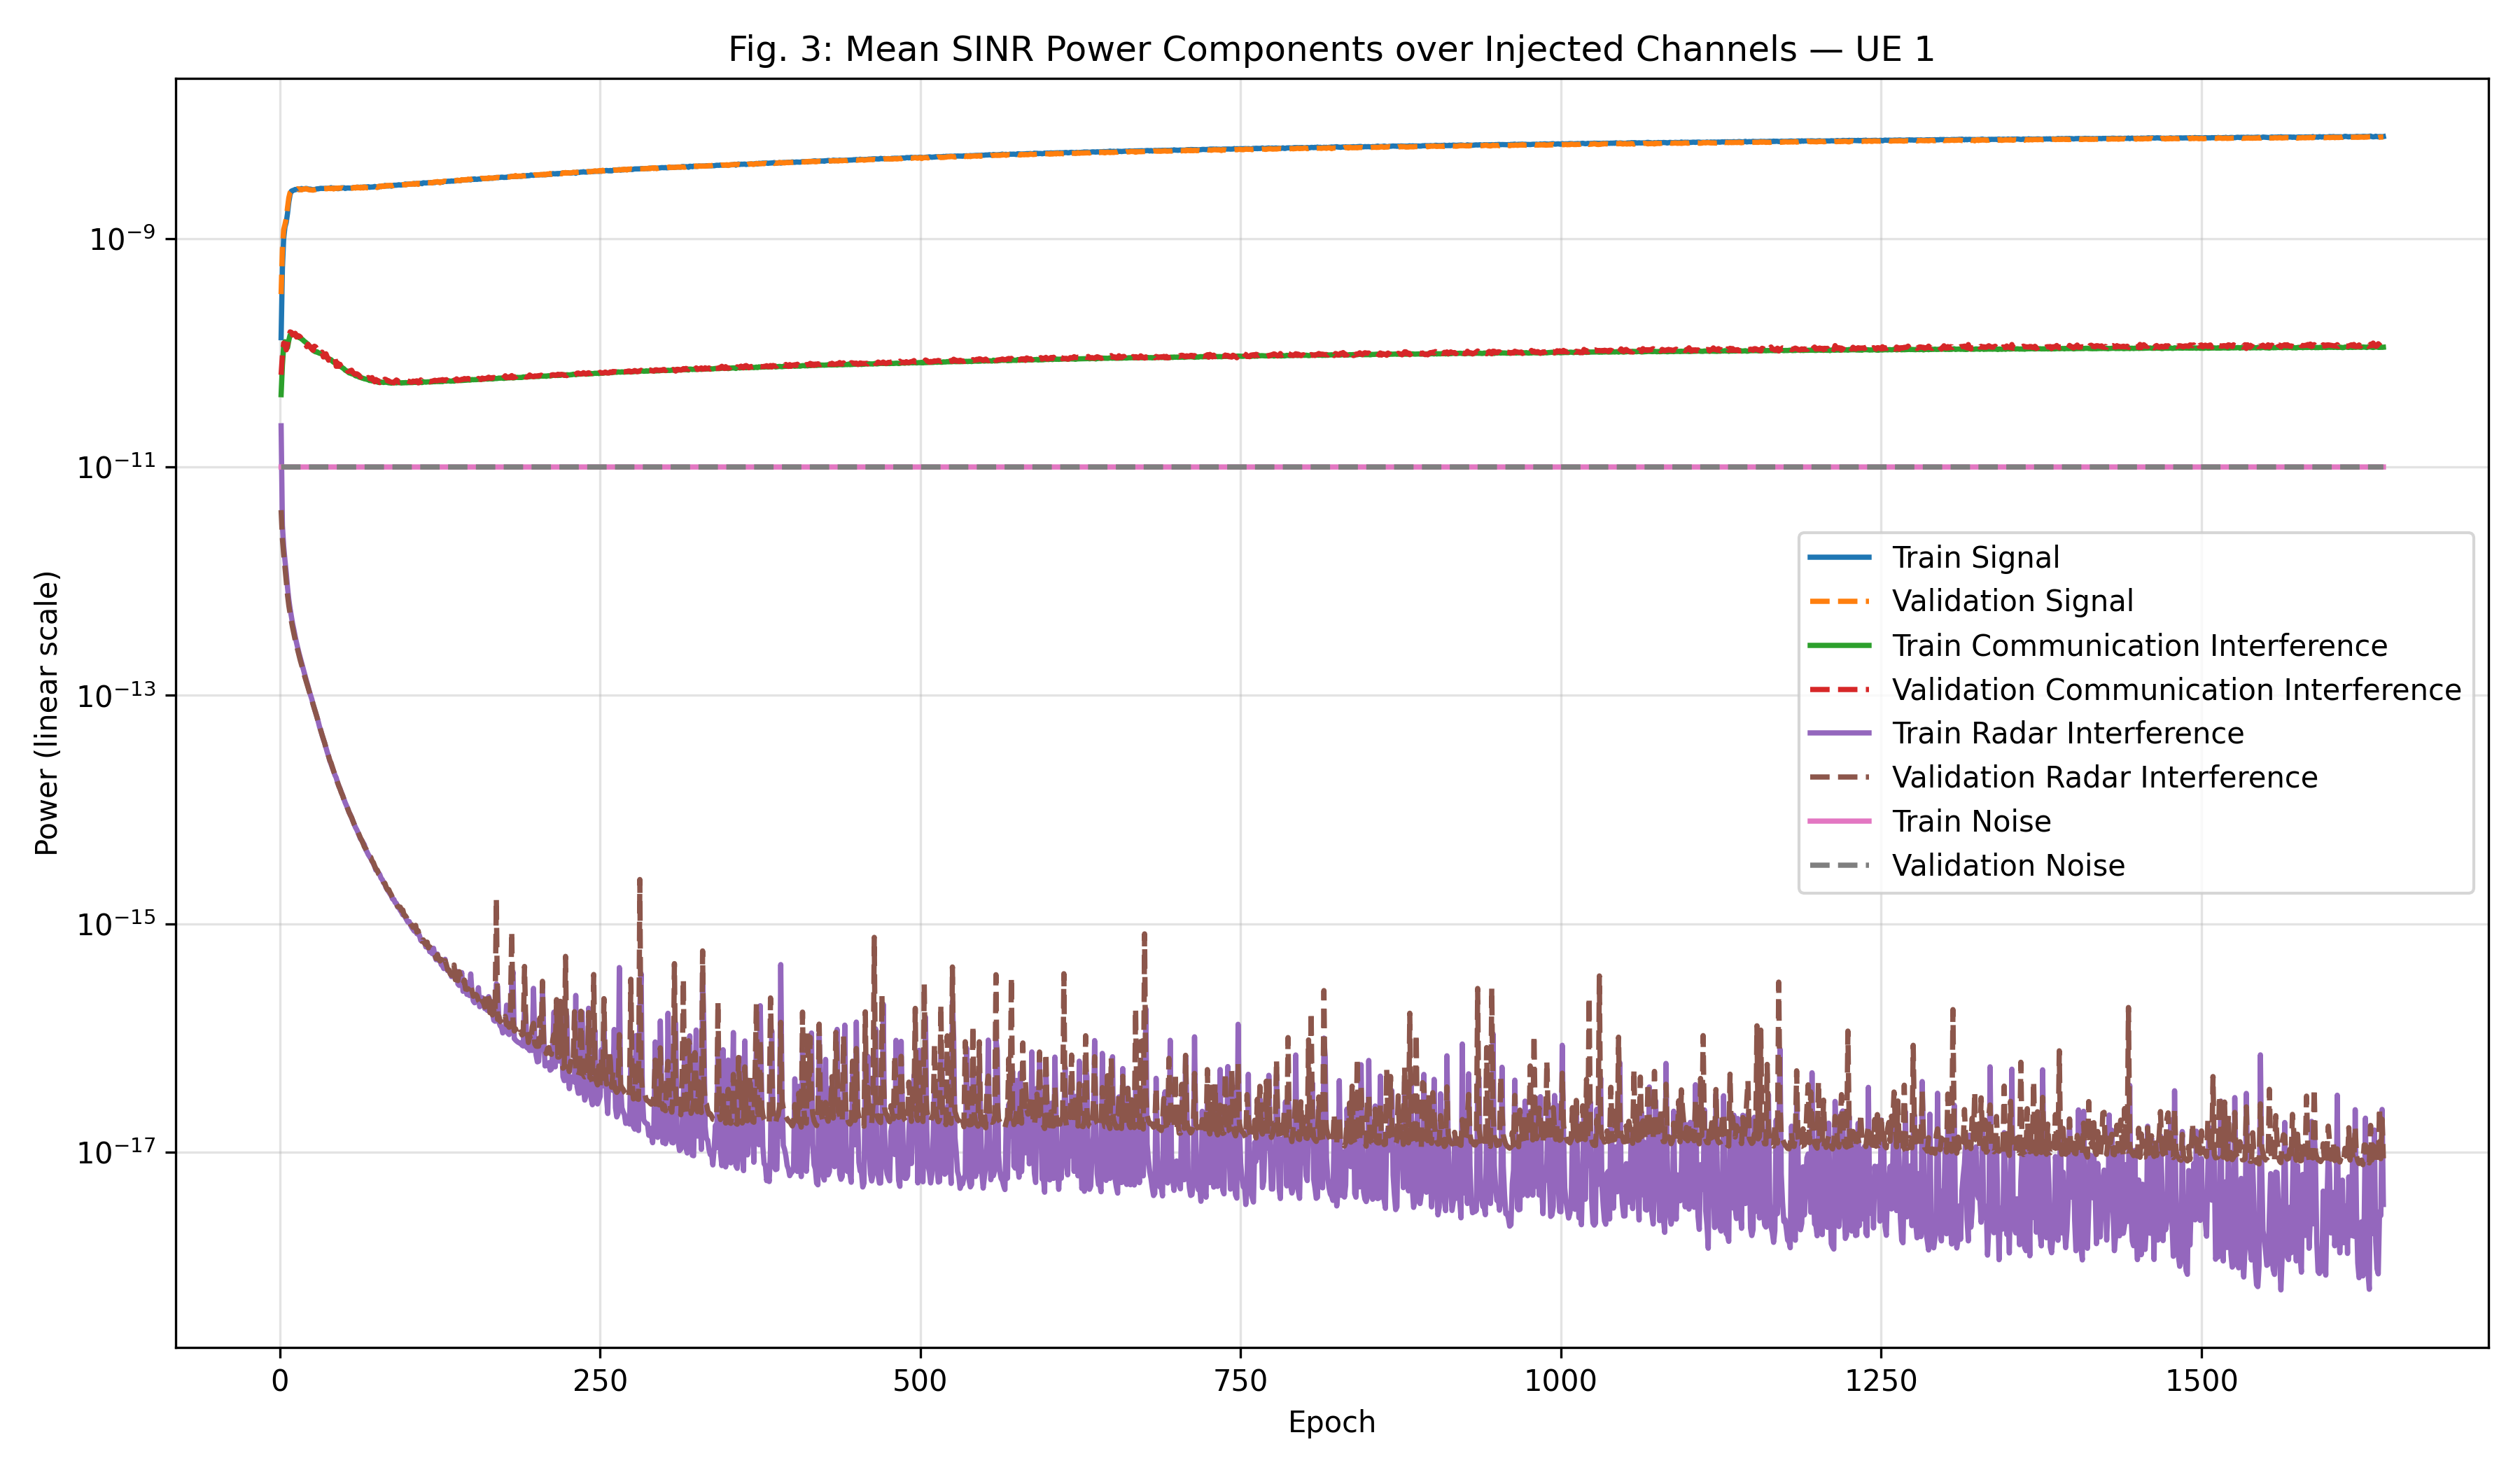 Fig. 3: Mean SINR Power Components over Injected Channels — UE 1
Power (linear scale)
10⁻⁹
10⁻¹¹
10⁻¹³
10⁻¹⁵
10⁻¹⁷
Train Signal
Validation Signal
Train Communication Interference
Validation Communication Interference
Train Radar Interference
Validation Radar Interference
Train Noise
Validation Noise
0 250 500 750 1000 1250 1500
Epoch